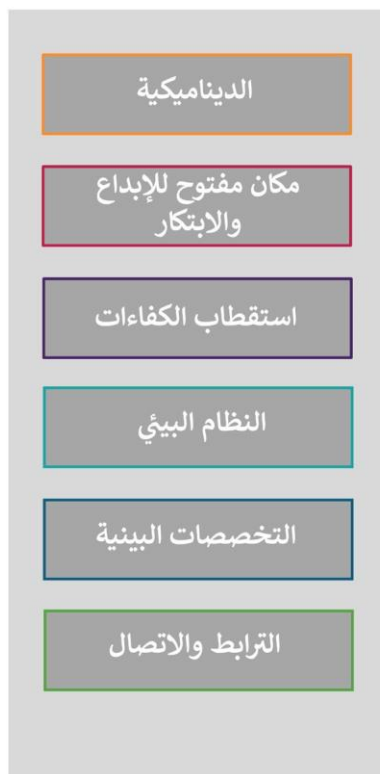 الديناميكية
مكان مفتوح للإبداع
والابتكار
استقطاب الكفاءات
النظام البيئي
التخصصات البينية
الترابط والاتصال